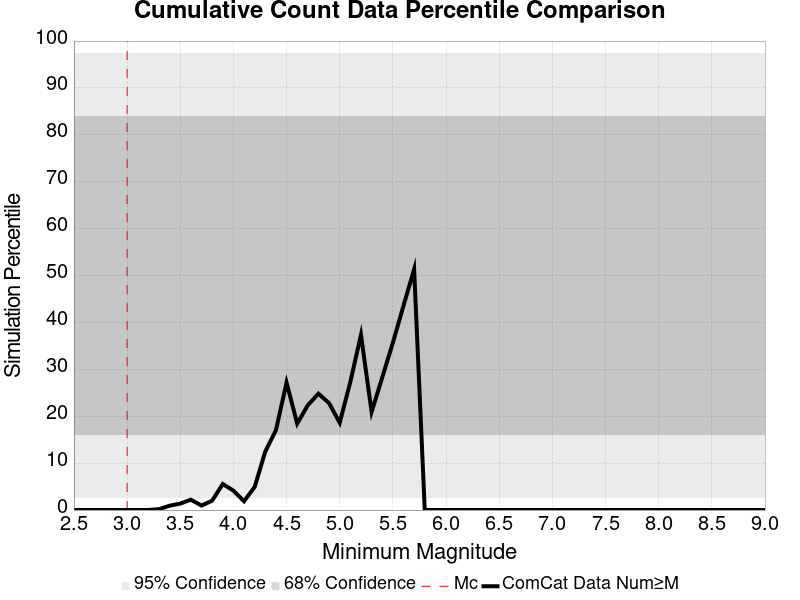 Cumulative Count Data Percentile Comparison
100
90
80
70
60
50
40
30
20
10
0
Simulation Percentile
2.5 3.0 3.5 4.0 4.5 5.0 5.5 6.0 6.5 7.0 7.5 8.0 8.5 9.0
Minimum Magnitude
95% Confidence 68% Confidence Mc ComCat Data Num≥M